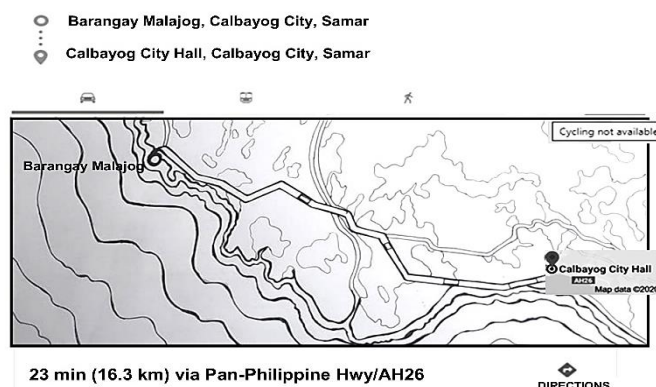 Barangay Malajog, Calbayog City, Samar
Calbayog City Hall, Calbayog City, Samar
Cycling not available
Barangay Malajog
Calbayog City Hall
AH26
Map data ©2020
23 min (16.3 km) via Pan-Philippine Hwy/AH26
DIRECTIONS